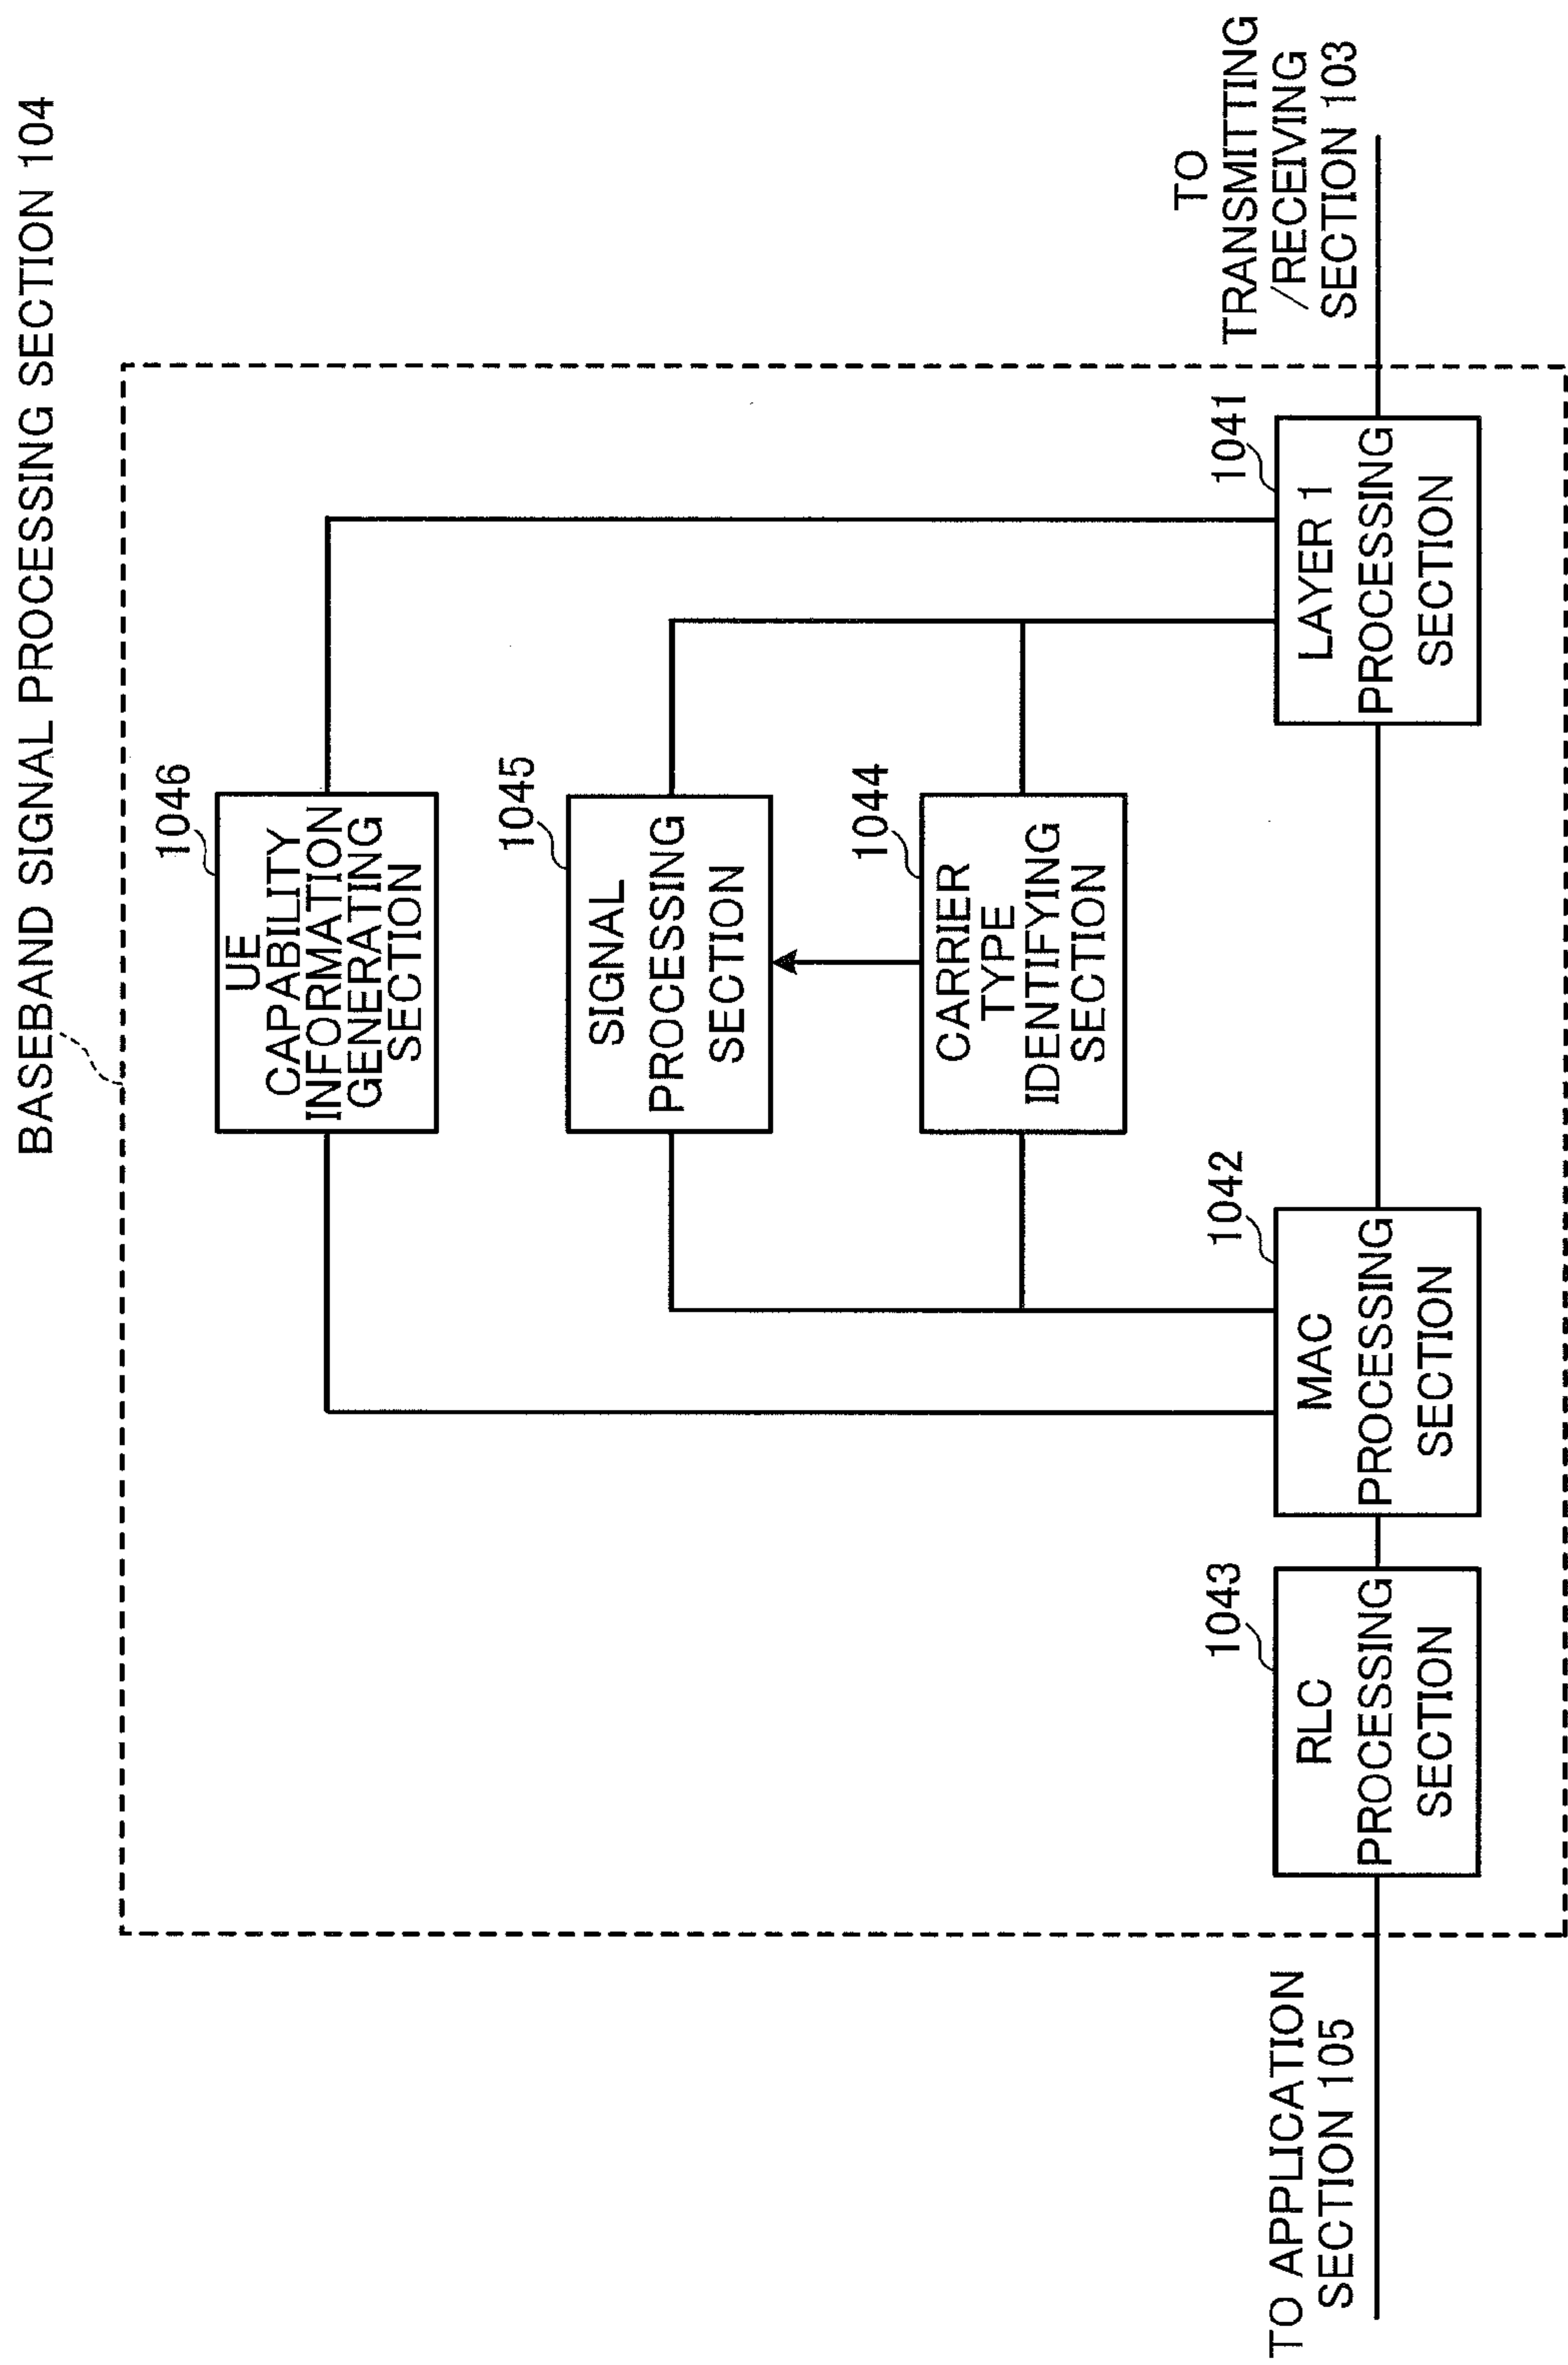 BASEBAND SIGNAL PROCESSING SECTION 104
1046
UE
CAPABILITY
INFORMATION
GENERATING
SECTION
1045
SIGNAL
PROCESSING
SECTION
1044
CARRIER
TYPE
IDENTIFYING
SECTION
TO APPLICATION
SECTION 105
1043
RLC
PROCESSING
SECTION
1042
MAC
PROCESSING
SECTION
1041
LAYER 1
PROCESSING
SECTION
TO
TRANSMITTING
/RECEIVING
SECTION 103